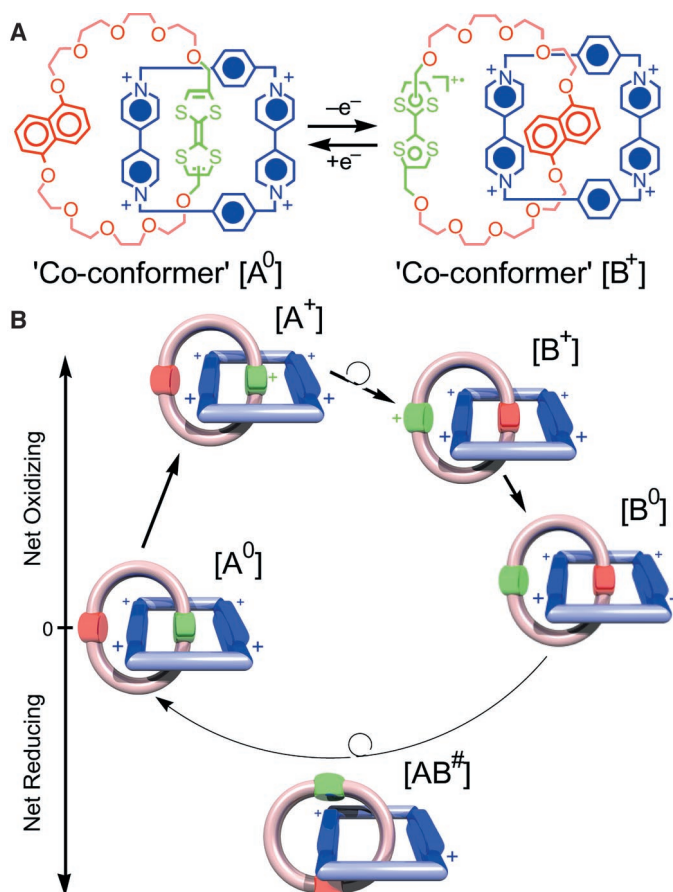 A
O O O O
O O
N N
+ +
S S
S S
O O
N N
+ +
O O O
–e⁻
+e⁻
O O O O
+•
S S
S S
O O
N N
+ +
N N
+ +
O O O O
'Co-conformer' [A⁰]
'Co-conformer' [B⁺]
B
[A⁺]
[B⁺]
[B⁰]
[A⁰]
[AB#]
Net Oxidizing
0
Net Reducing